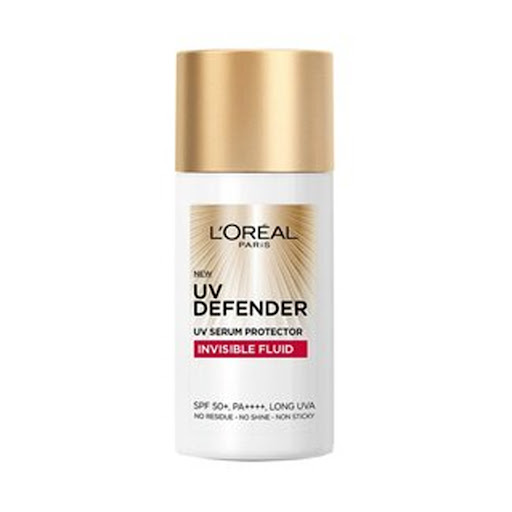 L'ORÉAL
PARIS
NEW
UV
DEFENDER
UV SERUM PROTECTOR
INVISIBLE FLUID
SPF 50+, PA++++, LONG UVA
NO RESIDUE - NO SHINE - NON STICKY